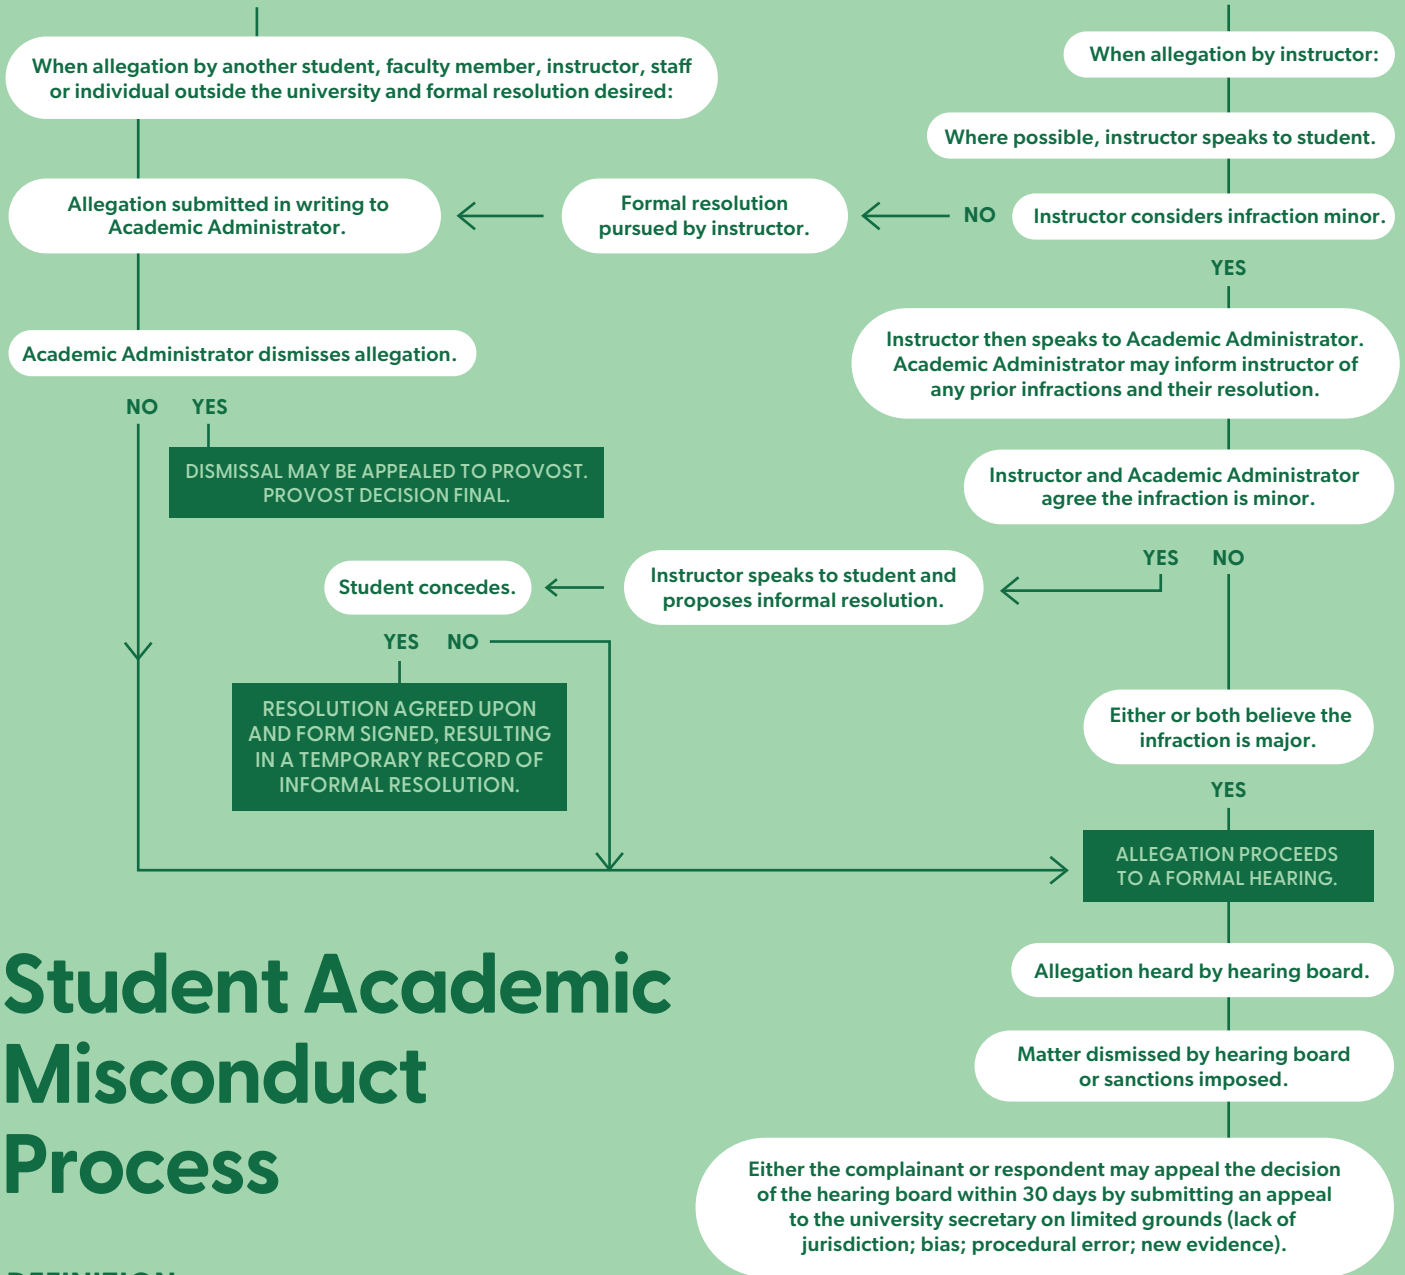 When allegation by another student, faculty member, instructor, staff
or individual outside the university and formal resolution desired:
When allegation by instructor:
Where possible, instructor speaks to student.
Allegation submitted in writing to
Academic Administrator.
Formal resolution
pursued by instructor.
NO
Instructor considers infraction minor.
YES
Academic Administrator dismisses allegation.
Instructor then speaks to Academic Administrator.
Academic Administrator may inform instructor of
any prior infractions and their resolution.
NO YES
DISMISSAL MAY BE APPEALED TO PROVOST.
PROVOST DECISION FINAL.
Instructor and Academic Administrator
agree the infraction is minor.
YES NO
Student concedes.
Instructor speaks to student and
proposes informal resolution.
YES NO
RESOLUTION AGREED UPON
AND FORM SIGNED, RESULTING
IN A TEMPORARY RECORD OF
INFORMAL RESOLUTION.
Either or both believe the
infraction is major.
YES
ALLEGATION PROCEEDS
TO A FORMAL HEARING.
Allegation heard by hearing board.
Matter dismissed by hearing board
or sanctions imposed.
Either the complainant or respondent may appeal the decision
of the hearing board within 30 days by submitting an appeal
to the university secretary on limited grounds (lack of
jurisdiction; bias; procedural error; new evidence).
Student Academic
Misconduct
Process
DEFINITION